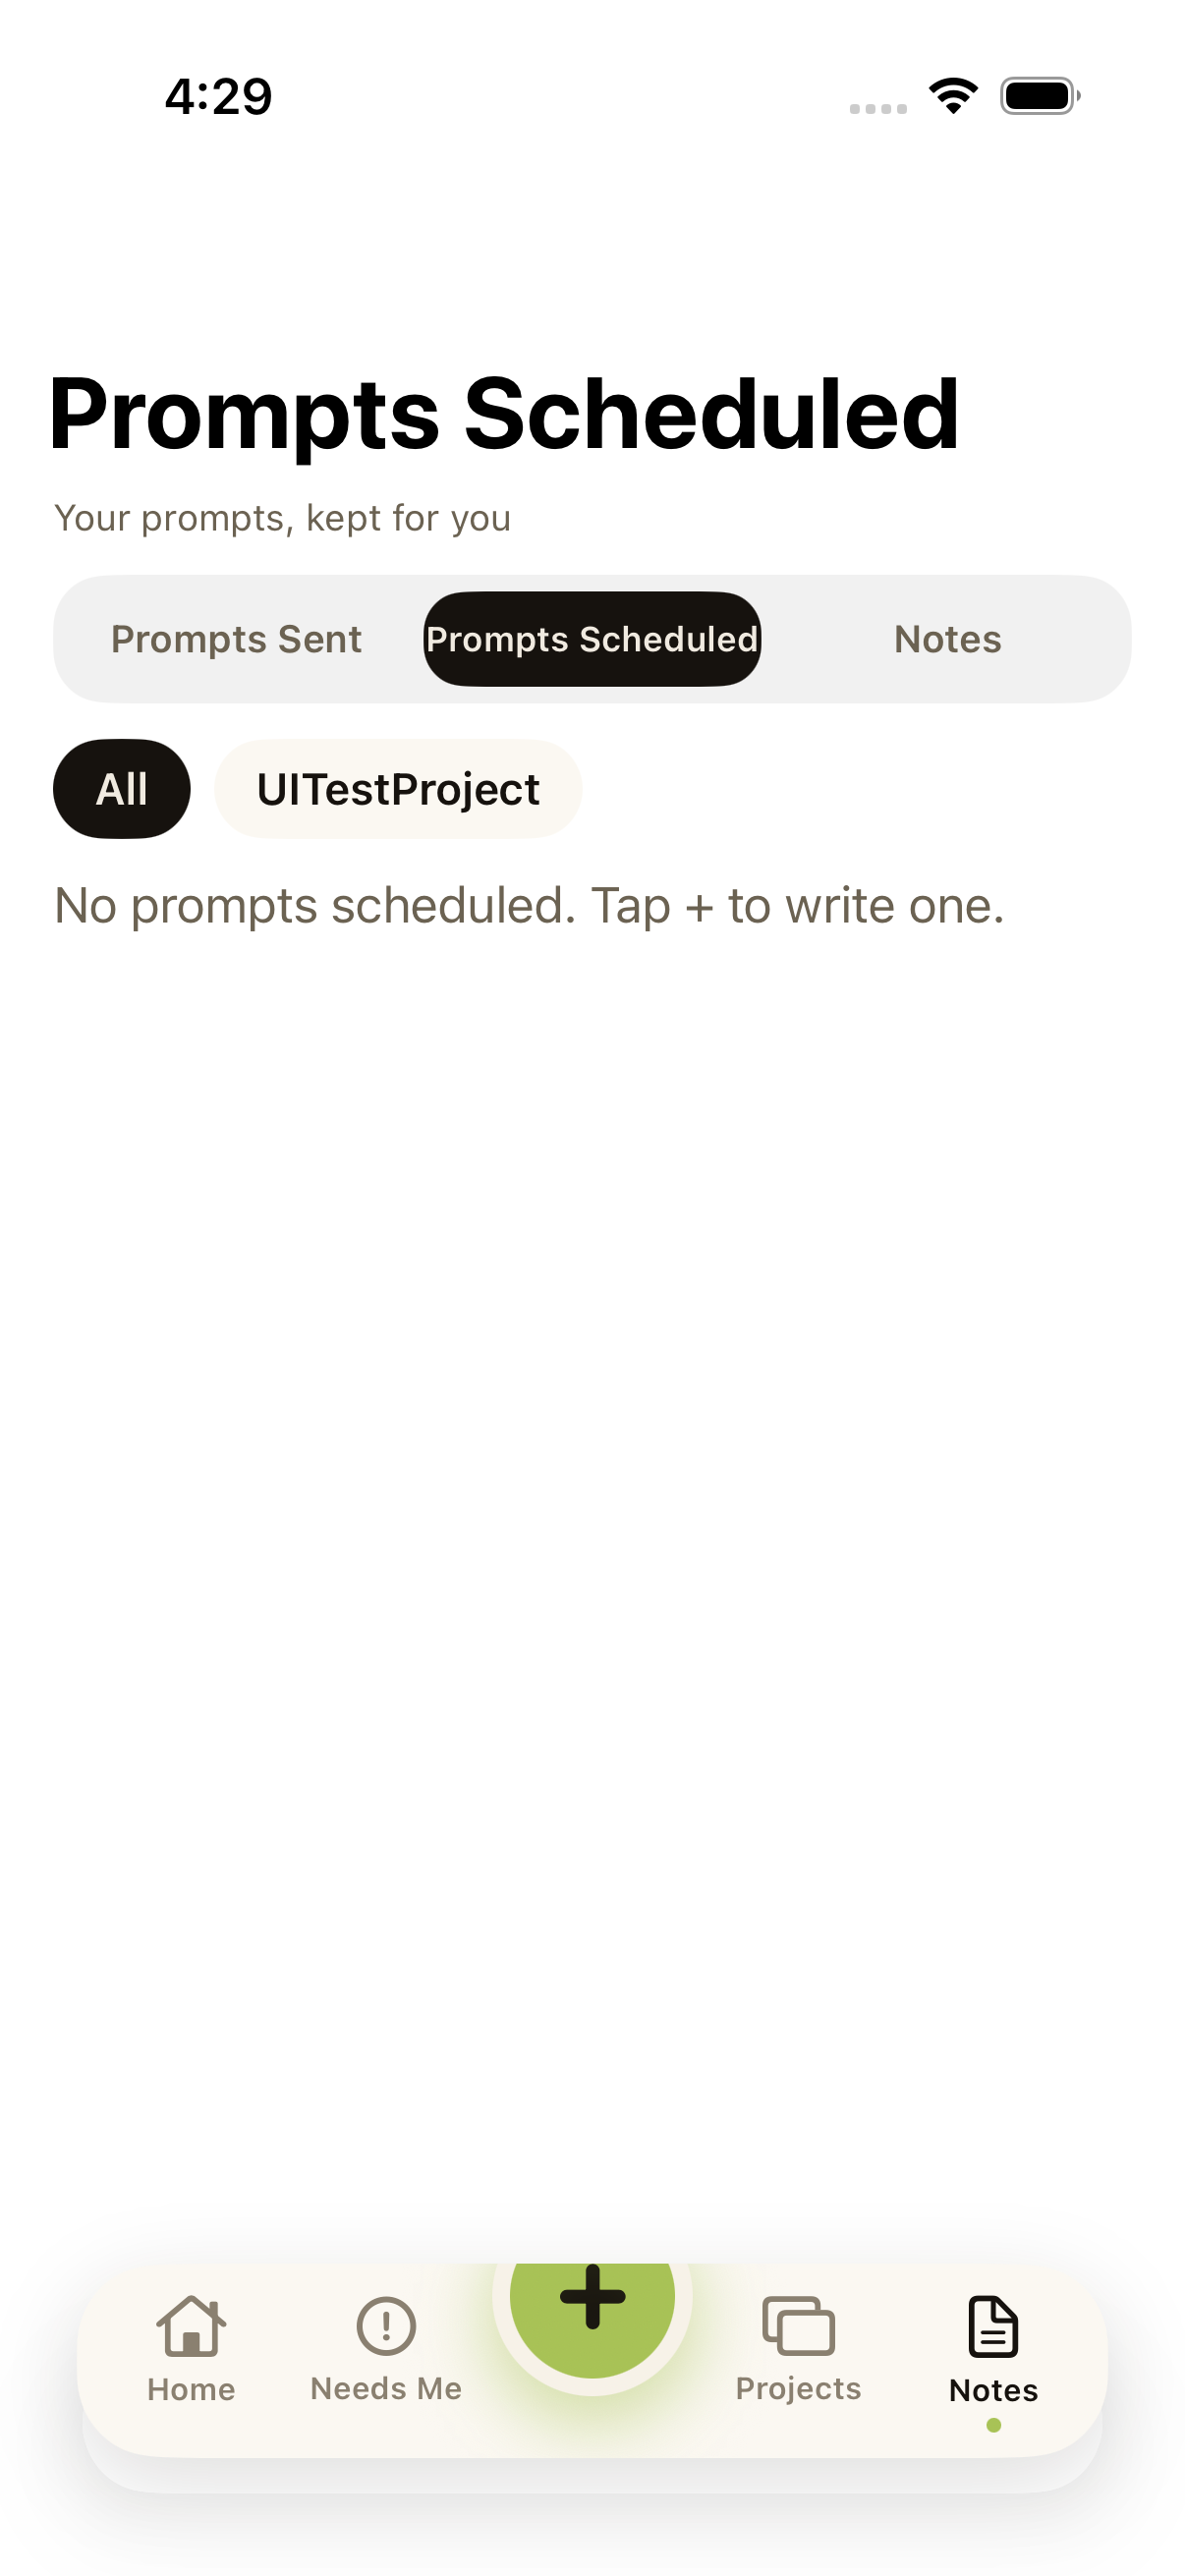 4:29
Prompts Scheduled
Your prompts, kept for you
Prompts Sent Prompts Scheduled Notes
All UITestProject
No prompts scheduled. Tap + to write one.
Home Needs Me Projects Notes